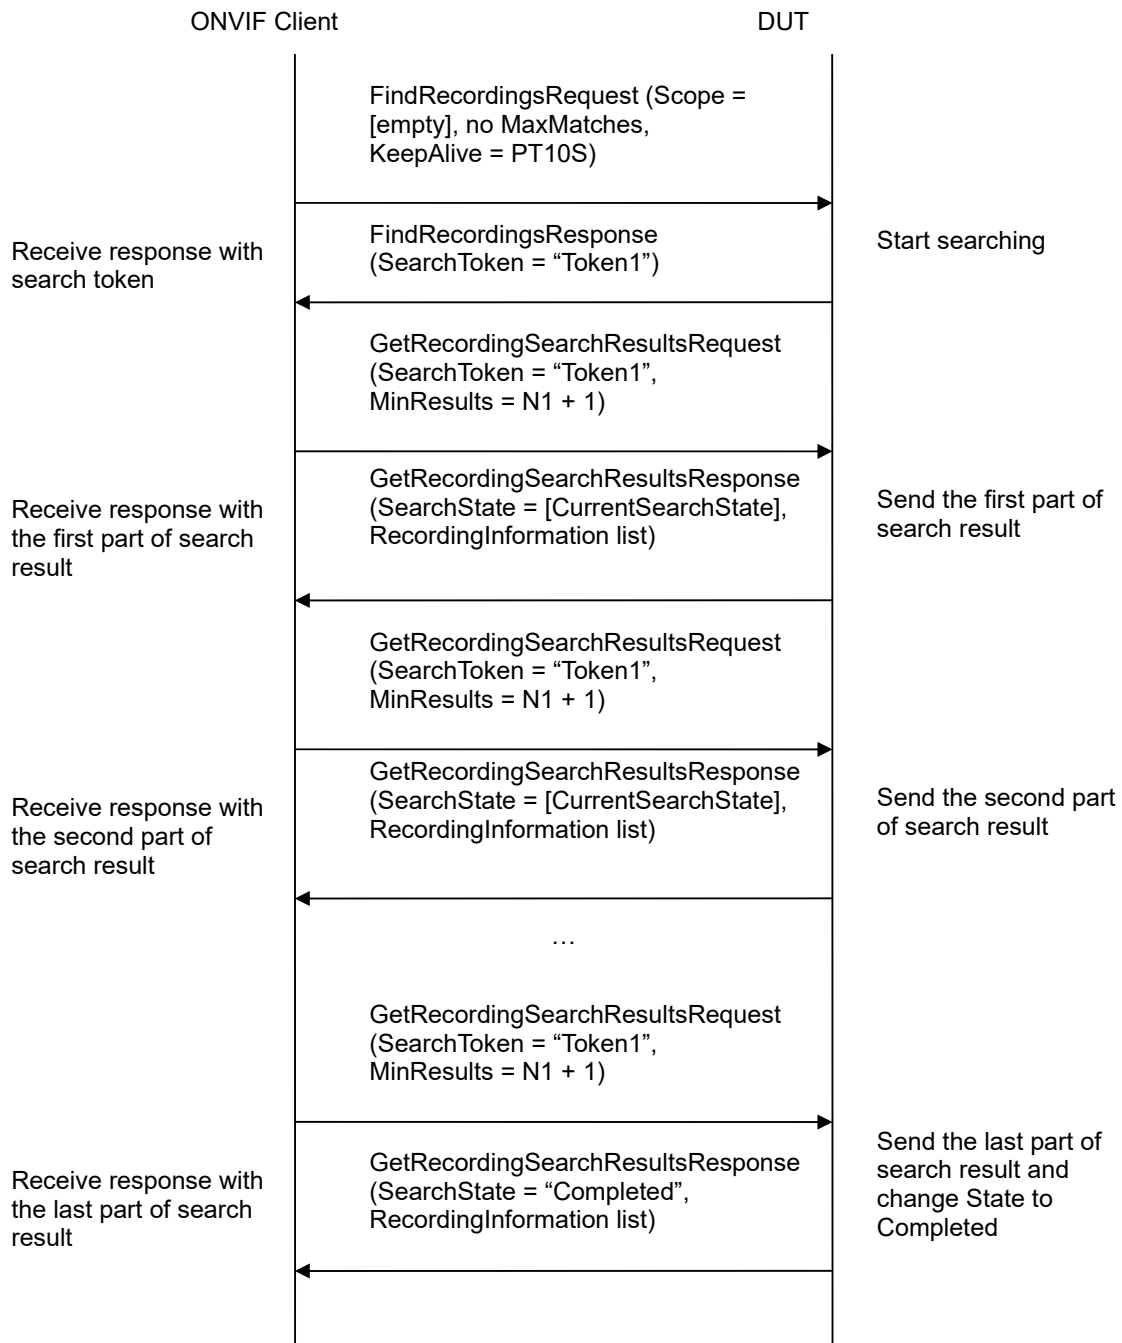 ONVIF Client
DUT
FindRecordingsRequest (Scope =
[empty], no MaxMatches,
KeepAlive = PT10S)
Receive response with
search token
FindRecordingsResponse
(SearchToken = “Token1”)
Start searching
GetRecordingSearchResultsRequest
(SearchToken = “Token1”,
MinResults = N1 + 1)
Receive response with
the first part of search
result
GetRecordingSearchResultsResponse
(SearchState = [CurrentSearchState],
RecordingInformation list)
Send the first part of
search result
GetRecordingSearchResultsRequest
(SearchToken = “Token1”,
MinResults = N1 + 1)
Receive response with
the second part of
search result
GetRecordingSearchResultsResponse
(SearchState = [CurrentSearchState],
RecordingInformation list)
Send the second part
of search result
…
GetRecordingSearchResultsRequest
(SearchToken = “Token1”,
MinResults = N1 + 1)
Receive response with
the last part of search
result
GetRecordingSearchResultsResponse
(SearchState = “Completed”,
RecordingInformation list)
Send the last part of
search result and
change State to
Completed